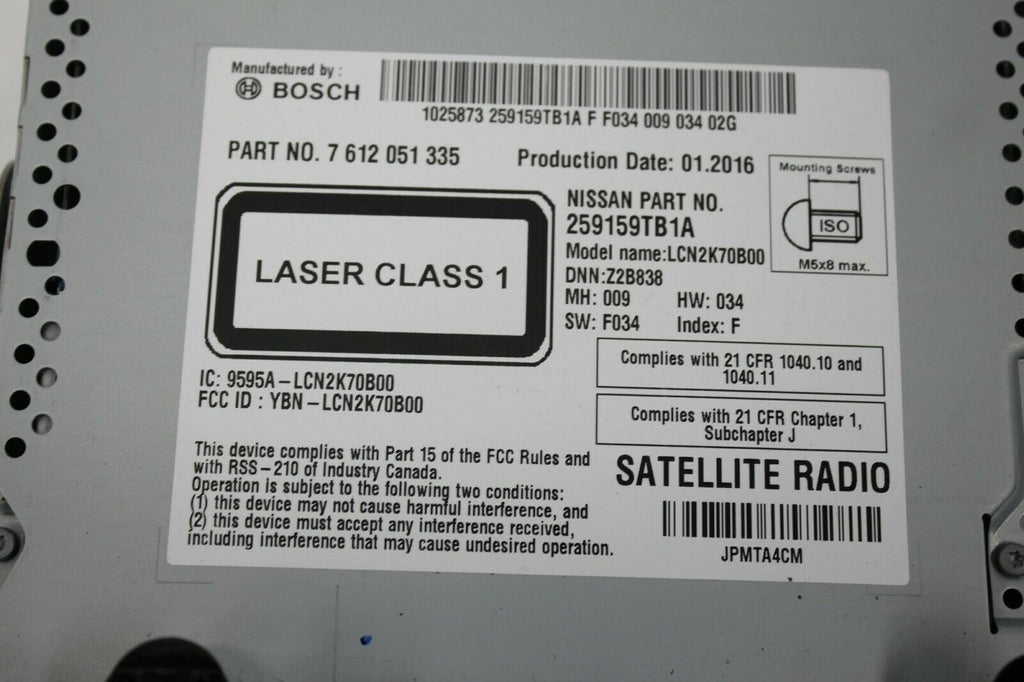 Manufactured by :
BOSCH
1025873 259159TB1A F F034 009 034 02G
PART NO. 7 612 051 335
Production Date: 01.2016
Mounting Screws
ISO
M5x8 max.
LASER CLASS 1
NISSAN PART NO.
259159TB1A
Model name:LCN2K70B00
DNN:Z2B838
MH: 009 HW: 034
SW: F034 Index: F
IC: 9595A-LCN2K70B00
FCC ID : YBN-LCN2K70B00
Complies with 21 CFR 1040.10 and
1040.11
Complies with 21 CFR Chapter 1,
Subchapter J
This device complies with Part 15 of the FCC Rules and
with RSS-210 of Industry Canada.
Operation is subject to the following two conditions:
(1) this device may not cause harmful interference, and
(2) this device must accept any interference received,
including interference that may cause undesired operation.
SATELLITE RADIO
JPMTA4CM